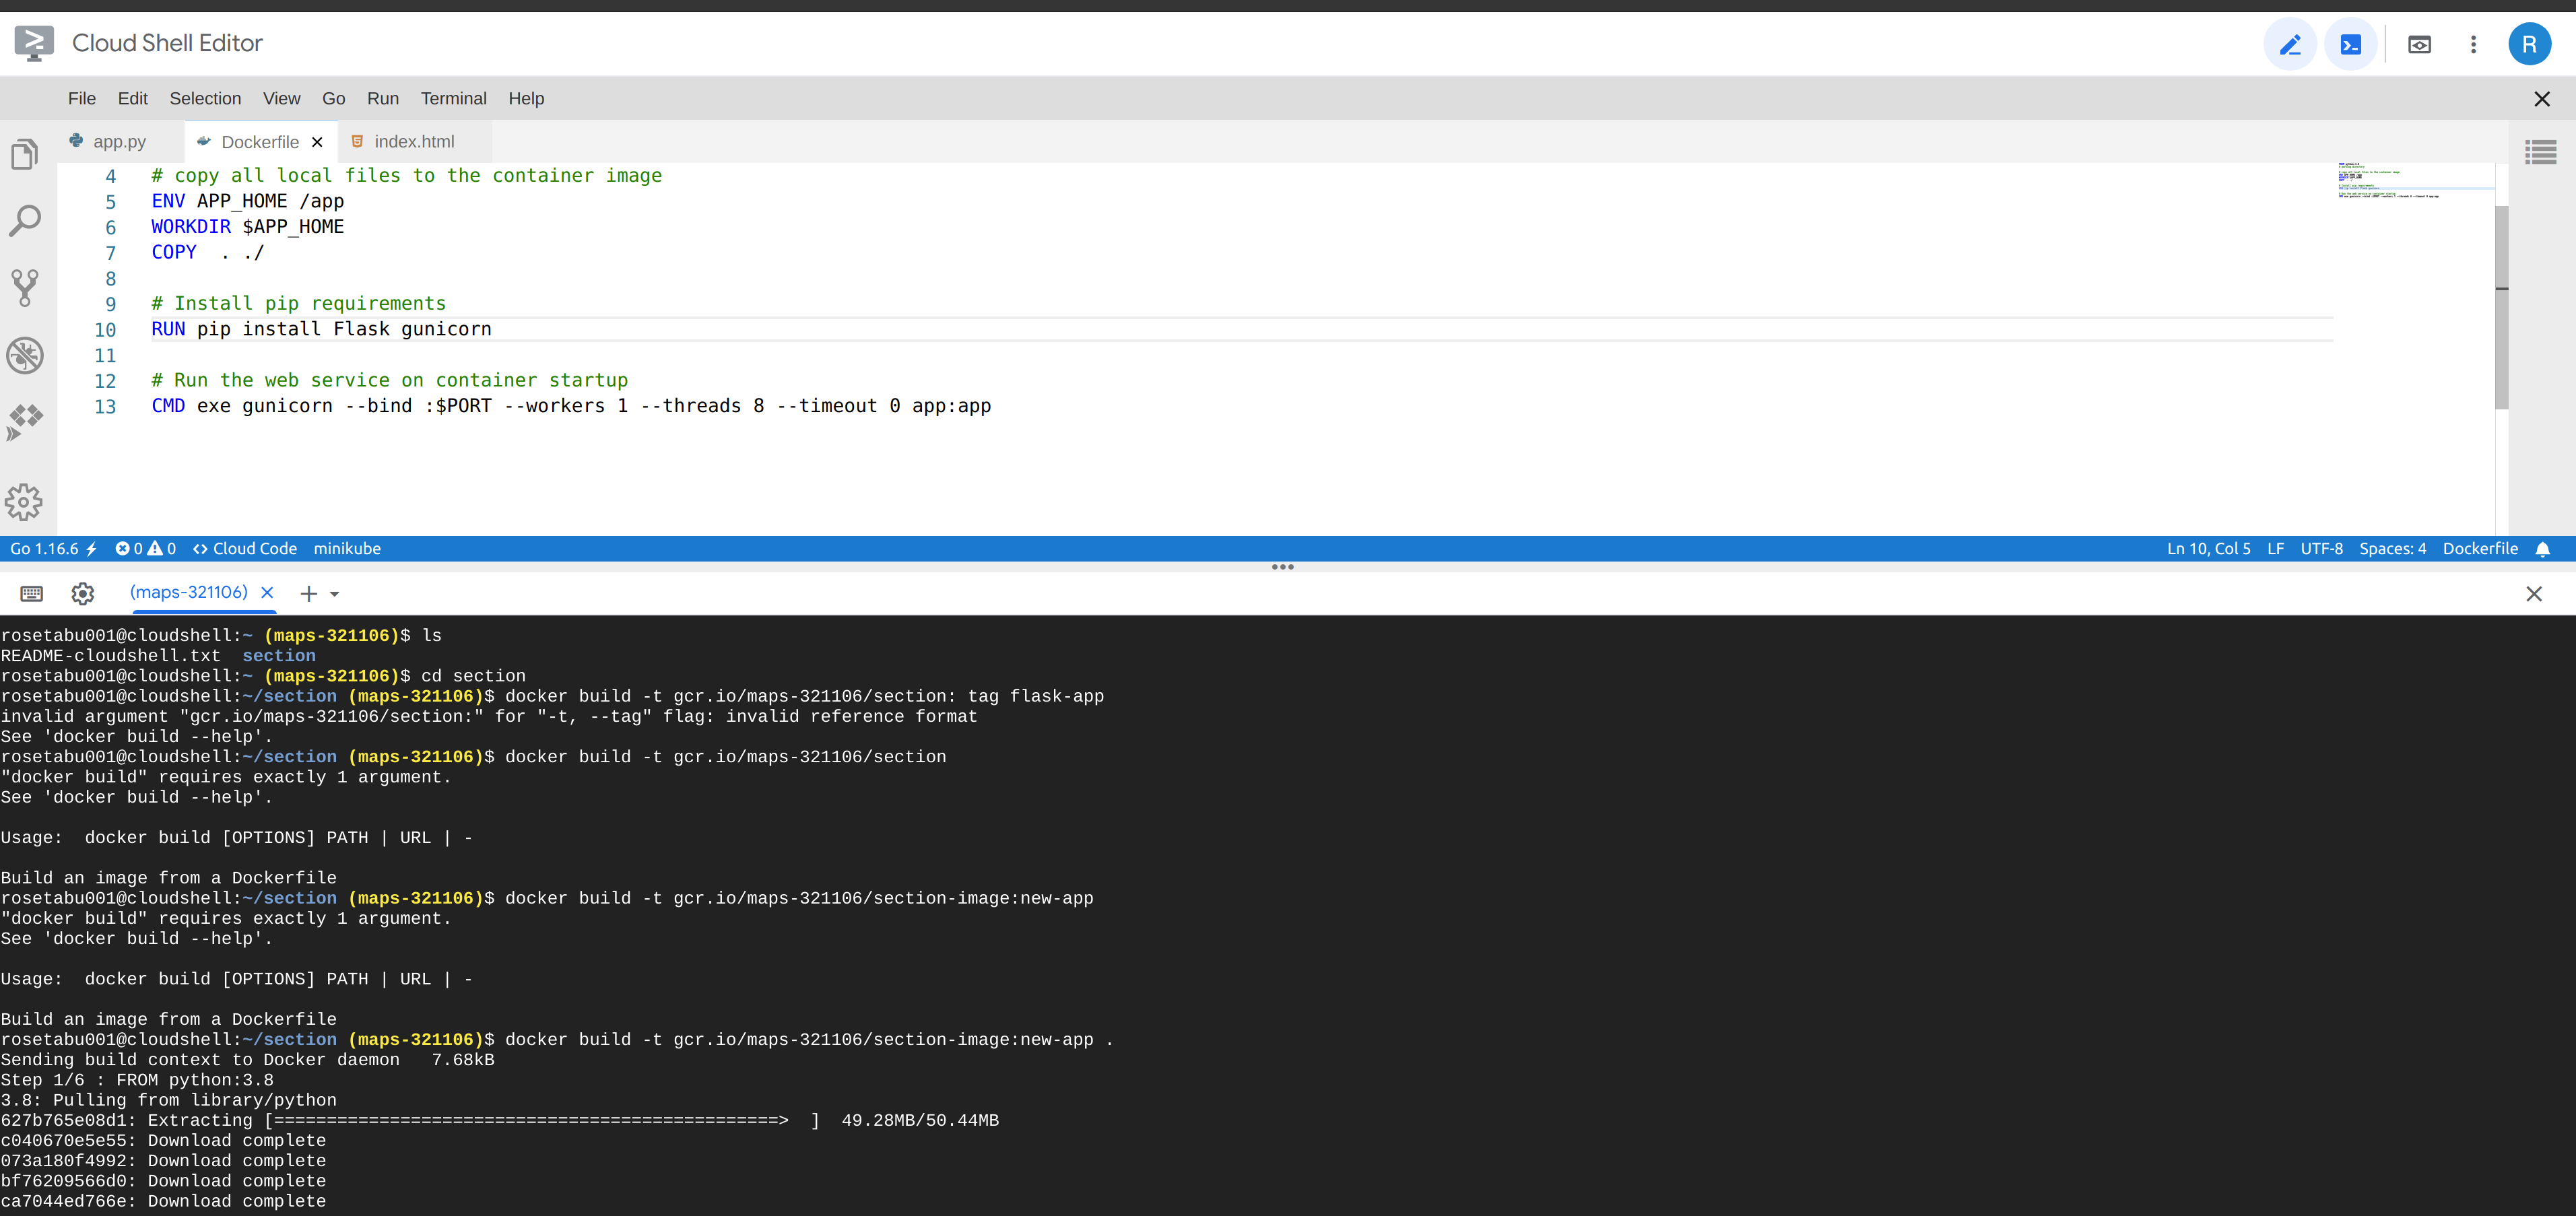 Cloud Shell Editor
R
File Edit Selection View Go Run Terminal Help
app.py Dockerfile index.html
4 # copy all local files to the container image
5 ENV APP_HOME /app
6 WORKDIR $APP_HOME
7 COPY  . ./
8
9 # Install pip requirements
10 RUN pip install Flask gunicorn
11
12 # Run the web service on container startup
13 CMD exe gunicorn --bind :$PORT --workers 1 --threads 8 --timeout 0 app:app
Go 1.16.6 0 0 <> Cloud Code minikube Ln 10, Col 5 LF UTF-8 Spaces: 4 Dockerfile
(maps-321106)
rosetabu001@cloudshell:~ (maps-321106)$ ls
README-cloudshell.txt  section
rosetabu001@cloudshell:~ (maps-321106)$ cd section
rosetabu001@cloudshell:~/section (maps-321106)$ docker build -t gcr.io/maps-321106/section: tag flask-app
invalid argument "gcr.io/maps-321106/section:" for "-t, --tag" flag: invalid reference format
See 'docker build --help'.
rosetabu001@cloudshell:~/section (maps-321106)$ docker build -t gcr.io/maps-321106/section
"docker build" requires exactly 1 argument.
See 'docker build --help'.
Usage:  docker build [OPTIONS] PATH | URL | -
Build an image from a Dockerfile
rosetabu001@cloudshell:~/section (maps-321106)$ docker build -t gcr.io/maps-321106/section-image:new-app
"docker build" requires exactly 1 argument.
See 'docker build --help'.
Usage:  docker build [OPTIONS] PATH | URL | -
Build an image from a Dockerfile
rosetabu001@cloudshell:~/section (maps-321106)$ docker build -t gcr.io/maps-321106/section-image:new-app .
Sending build context to Docker daemon   7.68kB
Step 1/6 : FROM python:3.8
3.8: Pulling from library/python
627b765e08d1: Extracting [================================================>  ]  49.28MB/50.44MB
c040670e5e55: Download complete
073a180f4992: Download complete
bf76209566d0: Download complete
ca7044ed766e: Download complete